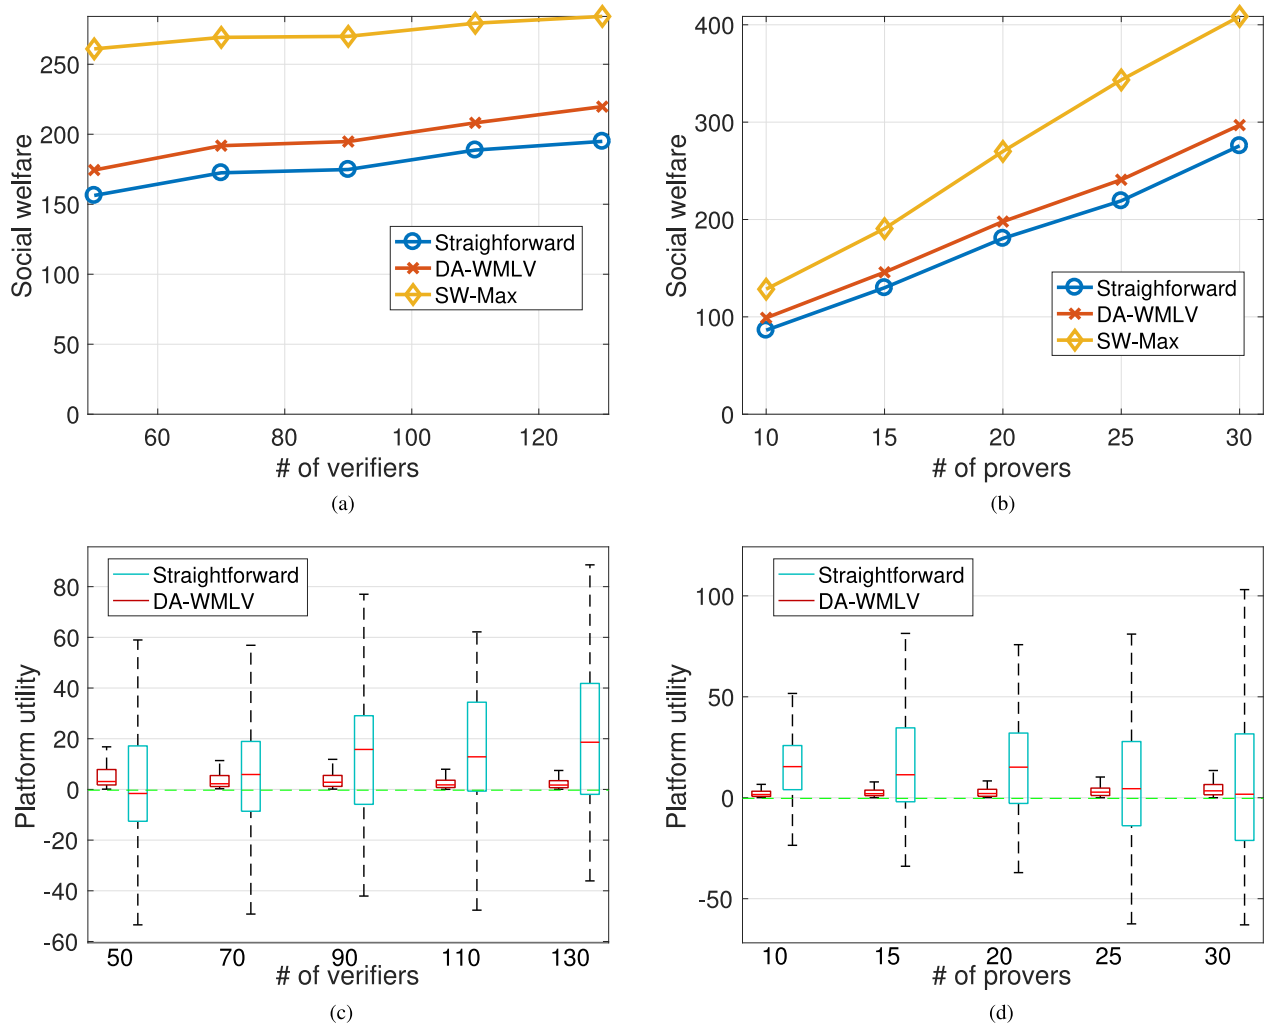 250
200
150
100
50
0
Social welfare
Straighforward
DA-WMLV
SW-Max
60 80 100 120
# of verifiers
(a)
400
300
200
100
0
Social welfare
Straighforward
DA-WMLV
SW-Max
10 15 20 25 30
# of provers
(b)
80
60
40
20
0
-20
-40
-60
Platform utility
Straightforward
DA-WMLV
50 70 90 110 130
# of verifiers
(c)
100
50
0
-50
Platform utility
Straightforward
DA-WMLV
10 15 20 25 30
# of provers
(d)